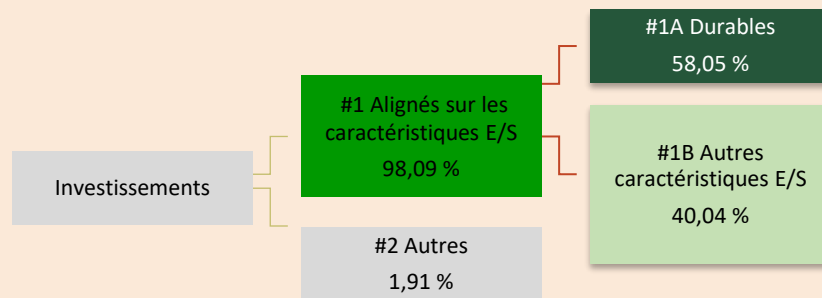 Investissements
#1 Alignés sur les
caractéristiques E/S
98,09 %
#2 Autres
1,91 %
#1A Durables
58,05 %
#1B Autres
caractéristiques E/S
40,04 %